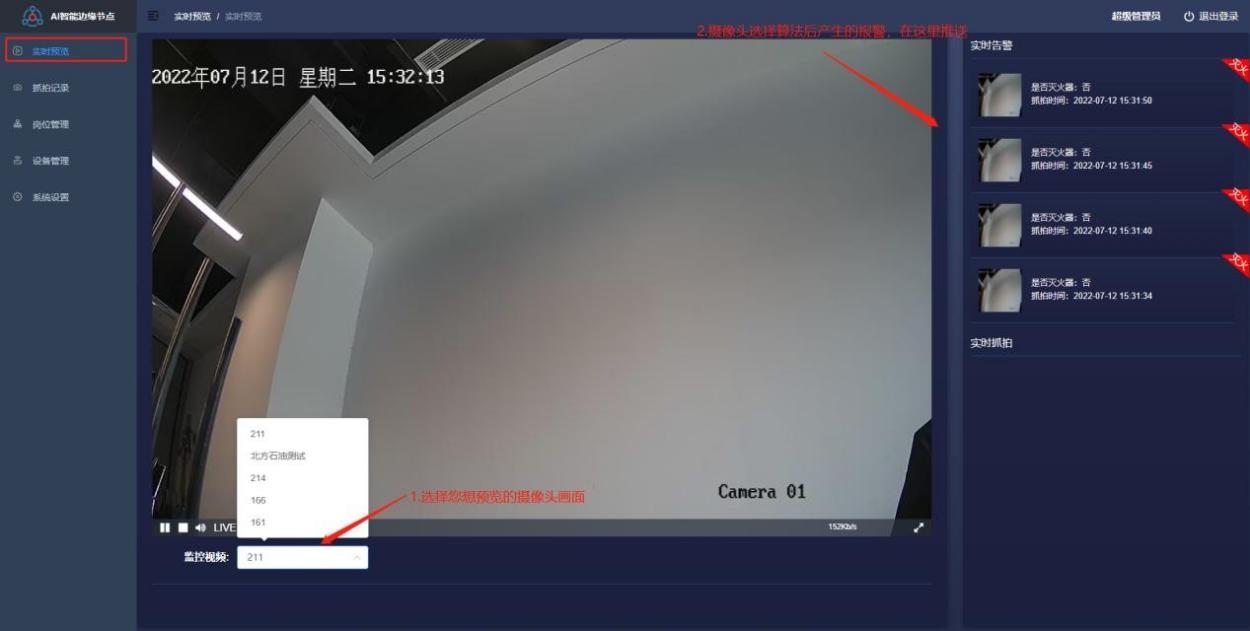 AI智能边缘节点
实时预览 / 实时预览
超级管理员
退出登录
实时预览
抓拍记录
岗位管理
设备管理
系统设置
2.摄像头选择算法后产生的报警，在这里推送
2022年07月12日 星期二 15:32:13
实时告警
是否灭火器：否
抓拍时间：2022-07-12 15:31:50
灭火
是否灭火器：否
抓拍时间：2022-07-12 15:31:45
灭火
是否灭火器：否
抓拍时间：2022-07-12 15:31:40
灭火
是否灭火器：否
抓拍时间：2022-07-12 15:31:34
灭火
实时抓拍
211
北方石油测试
214
166
161
1.选择您想预览的摄像头画面
Camera 01
LIVE
152Kb/s
监控视频: 211